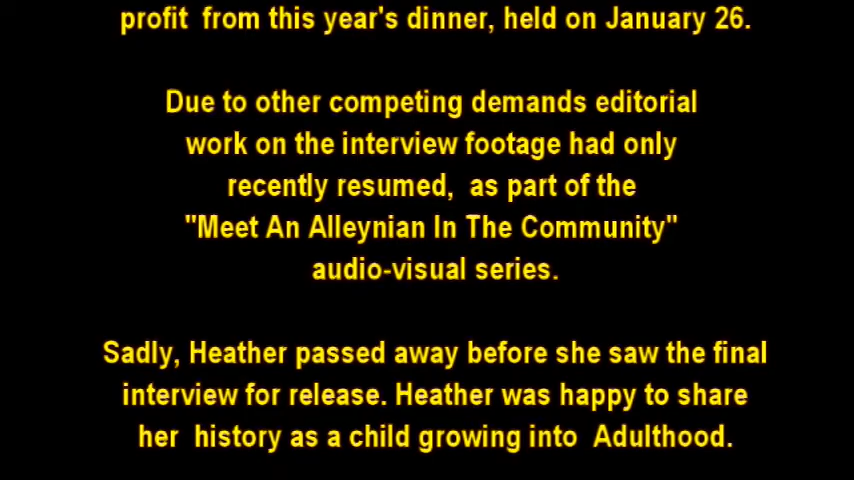 profit from this year's dinner, held on January 26.
Due to other competing demands editorial
work on the interview footage had only
recently resumed, as part of the
"Meet An Alleynian In The Community"
audio-visual series.
Sadly, Heather passed away before she saw the final
interview for release. Heather was happy to share
her history as a child growing into Adulthood.